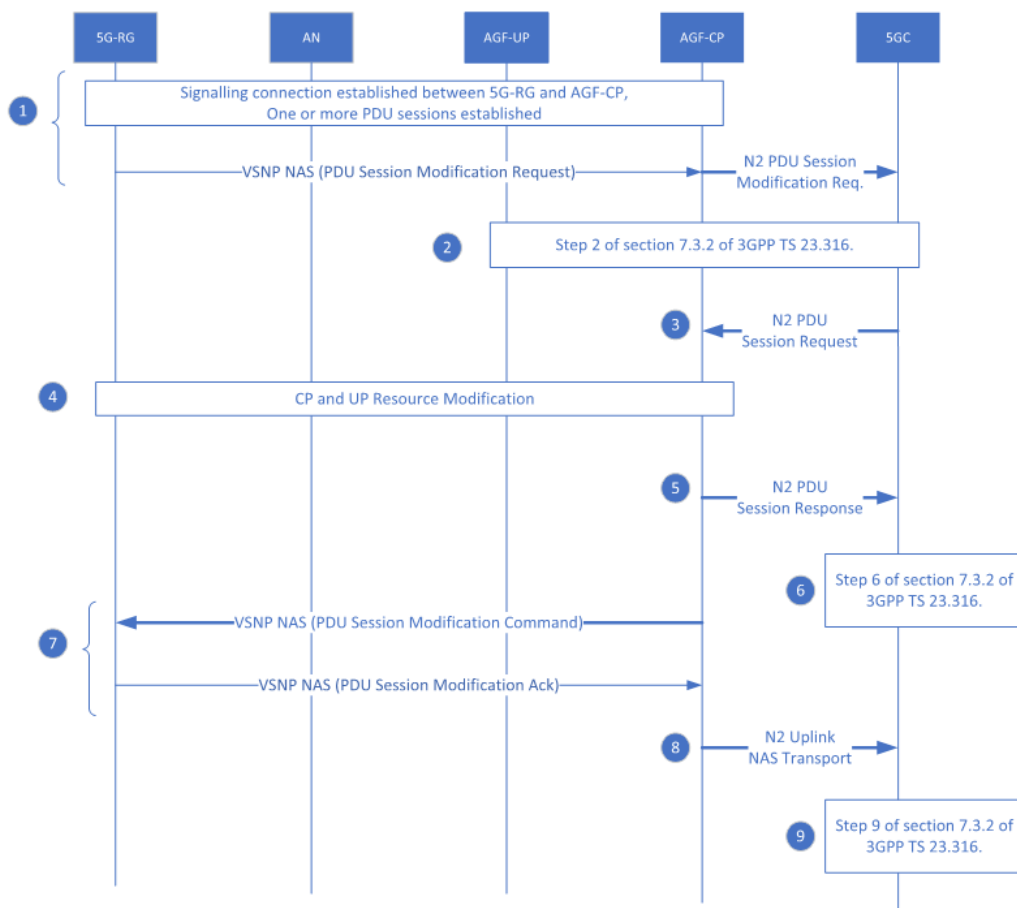 5G-RG
AN
AGF-UP
AGF-CP
5GC
1
Signalling connection established between 5G-RG and AGF-CP,
One or more PDU sessions established
VSNP NAS (PDU Session Modification Request)
N2 PDU Session
Modification Req.
2
Step 2 of section 7.3.2 of 3GPP TS 23.316.
3
N2 PDU
Session Request
4
CP and UP Resource Modification
5
N2 PDU
Session Response
6
Step 6 of section 7.3.2 of
3GPP TS 23.316.
7
VSNP NAS (PDU Session Modification Command)
VSNP NAS (PDU Session Modification Ack)
8
N2 Uplink
NAS Transport
9
Step 9 of section 7.3.2 of
3GPP TS 23.316.